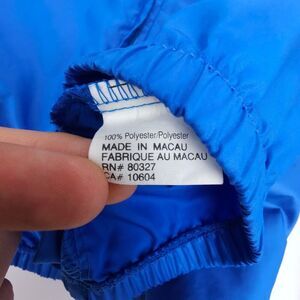 100% Polyester/Polyester
MADE IN MACAU
FABRIQUE AU MACAU
RN# 80327
CA# 10604